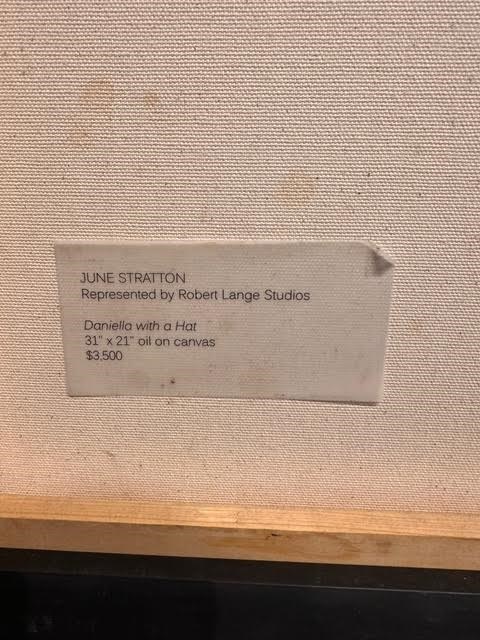 JUNE STRATTON
Represented by Robert Lange Studios
Daniella with a Hat
31" x 21" oil on canvas
$3,500